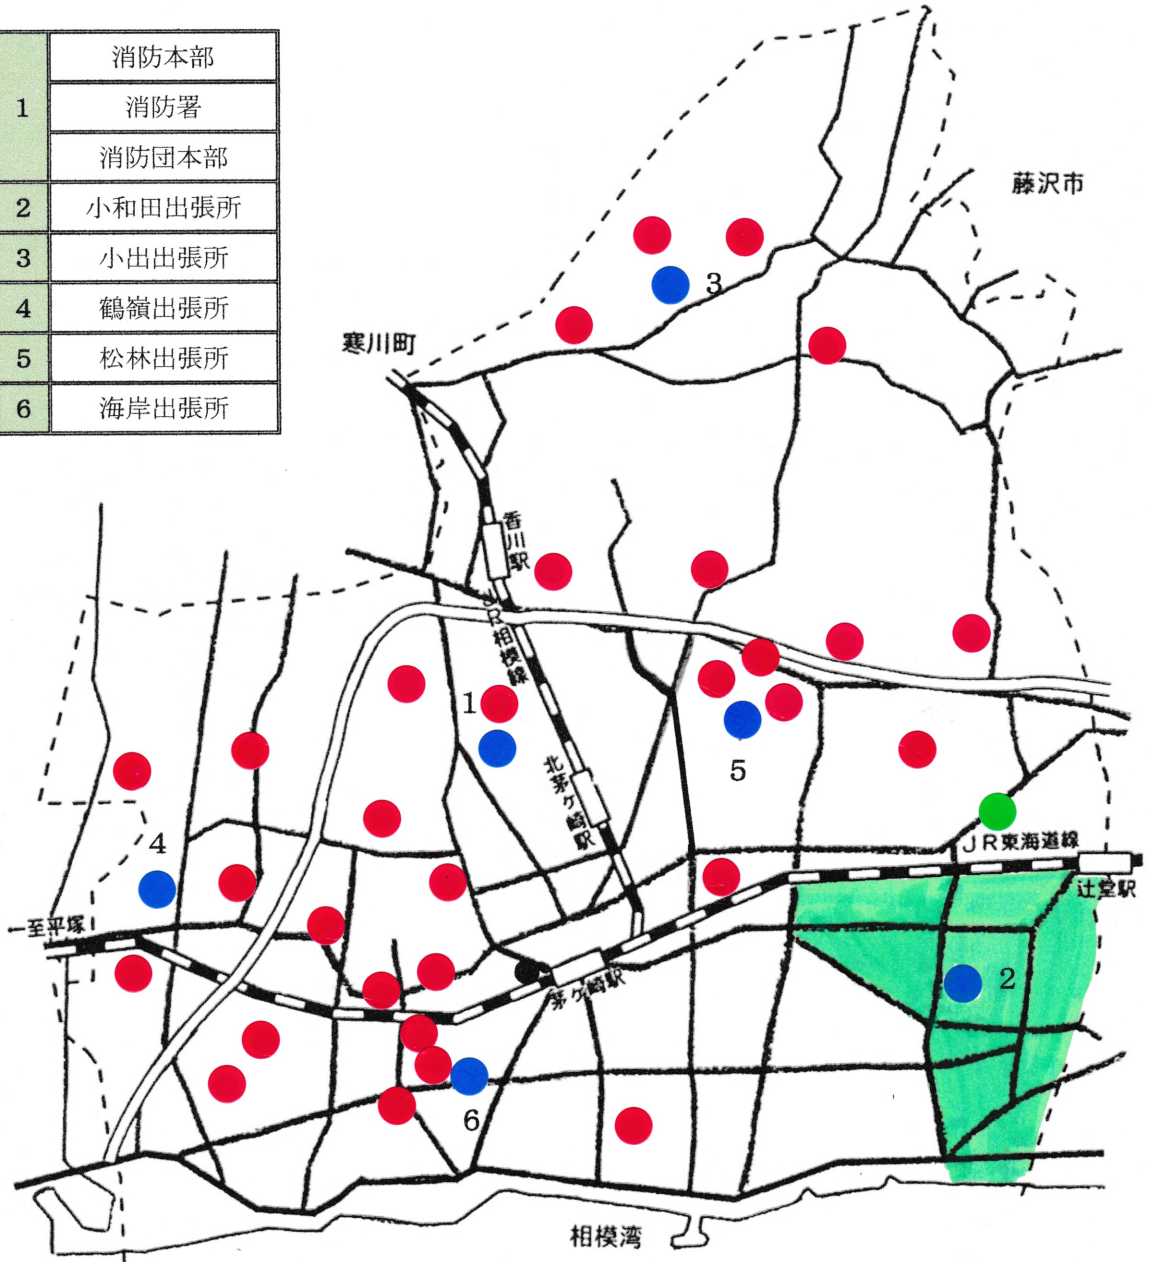 消防本部
1
消防署
消防団本部
2 小和田出張所
3 小出出張所
4 鶴嶺出張所
5 松林出張所
6 海岸出張所
藤沢市
3
寒川町
香川駅
JR相模線
1
北茅ケ崎駅
5
4
JR東海道線
辻堂駅
至平塚
茅ケ崎駅
2
6
相模湾